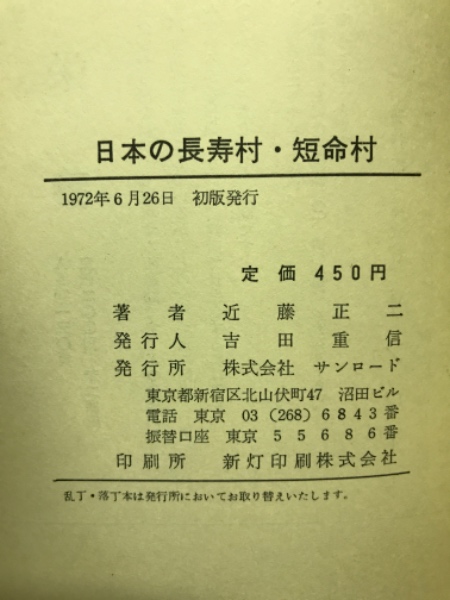 日本の長寿村・短命村
1972年6月26日 初版発行
定価 450円
著者 近藤正二
発行人 吉田重信
発行所 株式会社 サンロード
東京都新宿区北山伏町47 沼田ビル
電話 東京 03 (268) 6843番
振替口座 東京 55686番
印刷所 新灯印刷株式会社
乱丁・落丁本は発行所においてお取り替えいたします。